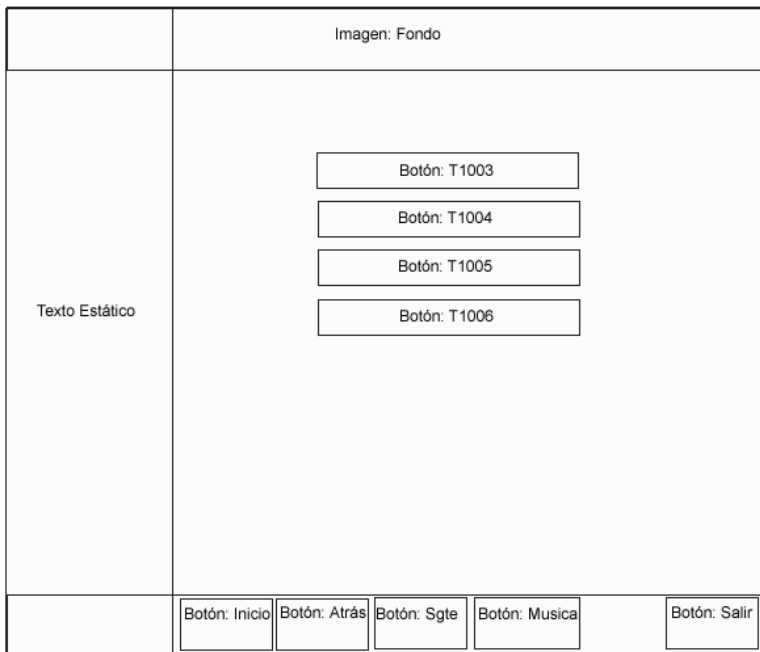 Imagen: Fondo
Botón: T1003
Botón: T1004
Botón: T1005
Botón: T1006
Texto Estático
Botón: Inicio
Botón: Atrás
Botón: Sgte
Botón: Musica
Botón: Salir